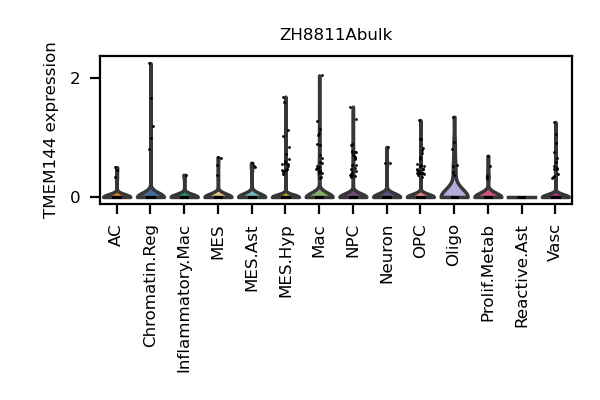 ZH8811Abulk
TMEM144 expression
2
0
AC
Chromatin.Reg
Inflammatory.Mac
MES
MES.Ast
MES.Hyp
Mac
NPC
Neuron
OPC
Oligo
Prolif.Metab
Reactive.Ast
Vasc